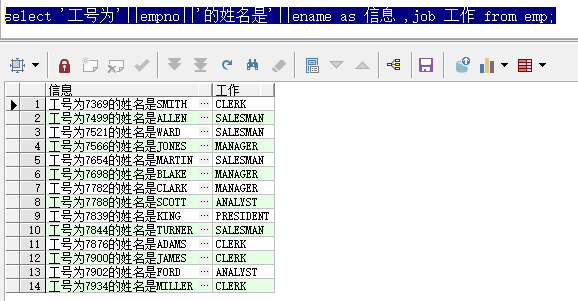 select '工号为'||empno||'的姓名是'||ename as 信息 ,job 工作 from emp;
信息 工作
1 工号为7369的姓名是SMITH ··· CLERK
2 工号为7499的姓名是ALLEN ··· SALESMAN
3 工号为7521的姓名是WARD ··· SALESMAN
4 工号为7566的姓名是JONES ··· MANAGER
5 工号为7654的姓名是MARTIN ··· SALESMAN
6 工号为7698的姓名是BLAKE ··· MANAGER
7 工号为7782的姓名是CLARK ··· MANAGER
8 工号为7788的姓名是SCOTT ··· ANALYST
9 工号为7839的姓名是KING ··· PRESIDENT
10 工号为7844的姓名是TURNER ··· SALESMAN
11 工号为7876的姓名是ADAMS ··· CLERK
12 工号为7900的姓名是JAMES ··· CLERK
13 工号为7902的姓名是FORD ··· ANALYST
14 工号为7934的姓名是MILLER ··· CLERK